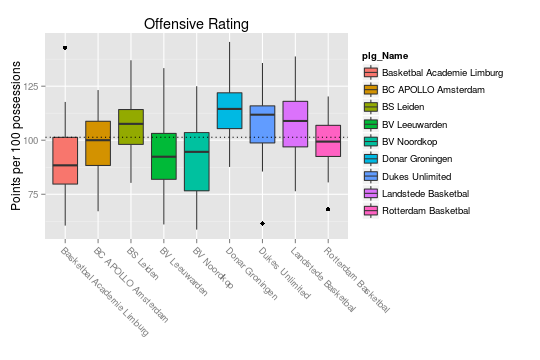 Offensive Rating
Points per 100 possessions
125
100
75
Basketbal Academie Limburg
BC APOLLO Amsterdam
BS Leiden
BV Leeuwarden
BV Noordkop
Donar Groningen
Dukes Unlimited
Landstede Basketbal
Rotterdam Basketbal
plg_Name
Basketbal Academie Limburg
BC APOLLO Amsterdam
BS Leiden
BV Leeuwarden
BV Noordkop
Donar Groningen
Dukes Unlimited
Landstede Basketbal
Rotterdam Basketbal